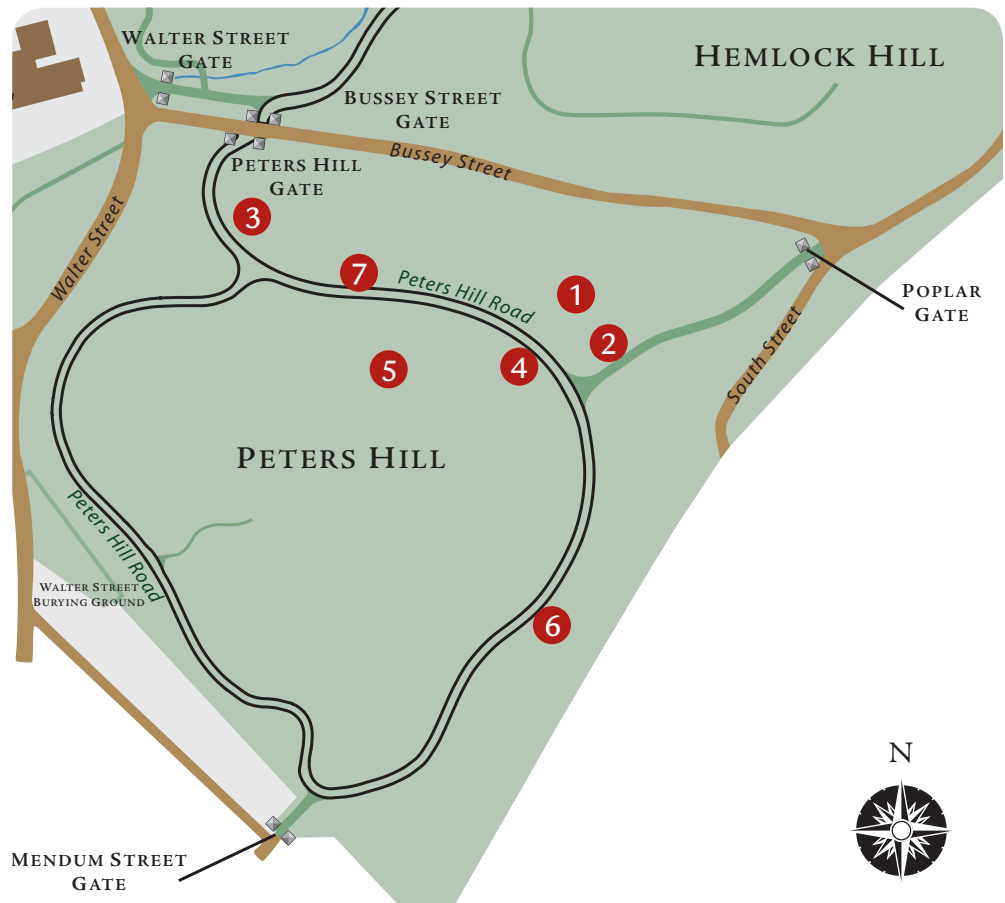 WALTER STREET
GATE
HEMLOCK HILL
BUSSEY STREET
GATE
Bussey Street
PETERS HILL
GATE
3
Walter Street
7
Peters Hill Road
1
POPLAR
GATE
2
4
5
South Street
PETERS HILL
Peters Hill Road
WALTER STREET
BURYING GROUND
6
N
MENDUM STREET
GATE